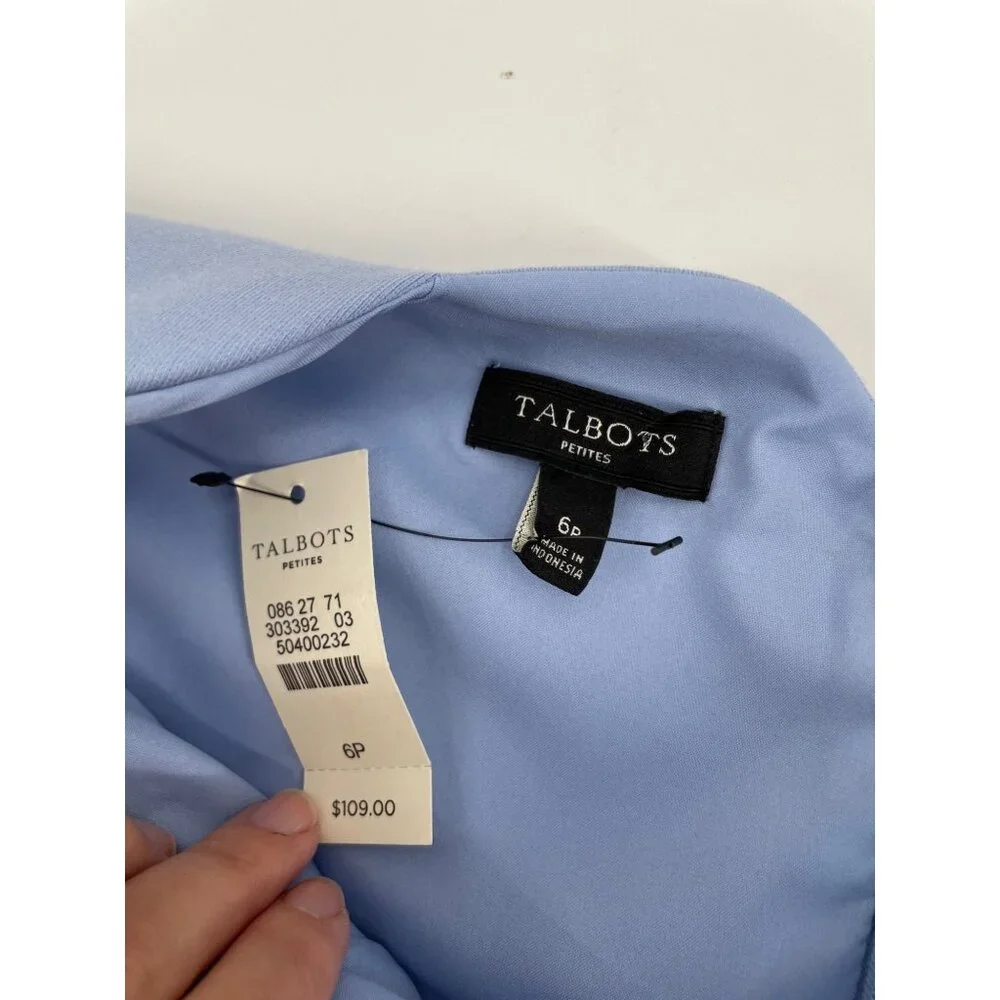 TALBOTS
PETITES
6P
MADE IN
INDONESIA
TALBOTS
PETITES
086 27 71
303392 03
50400232
6P
$109.00